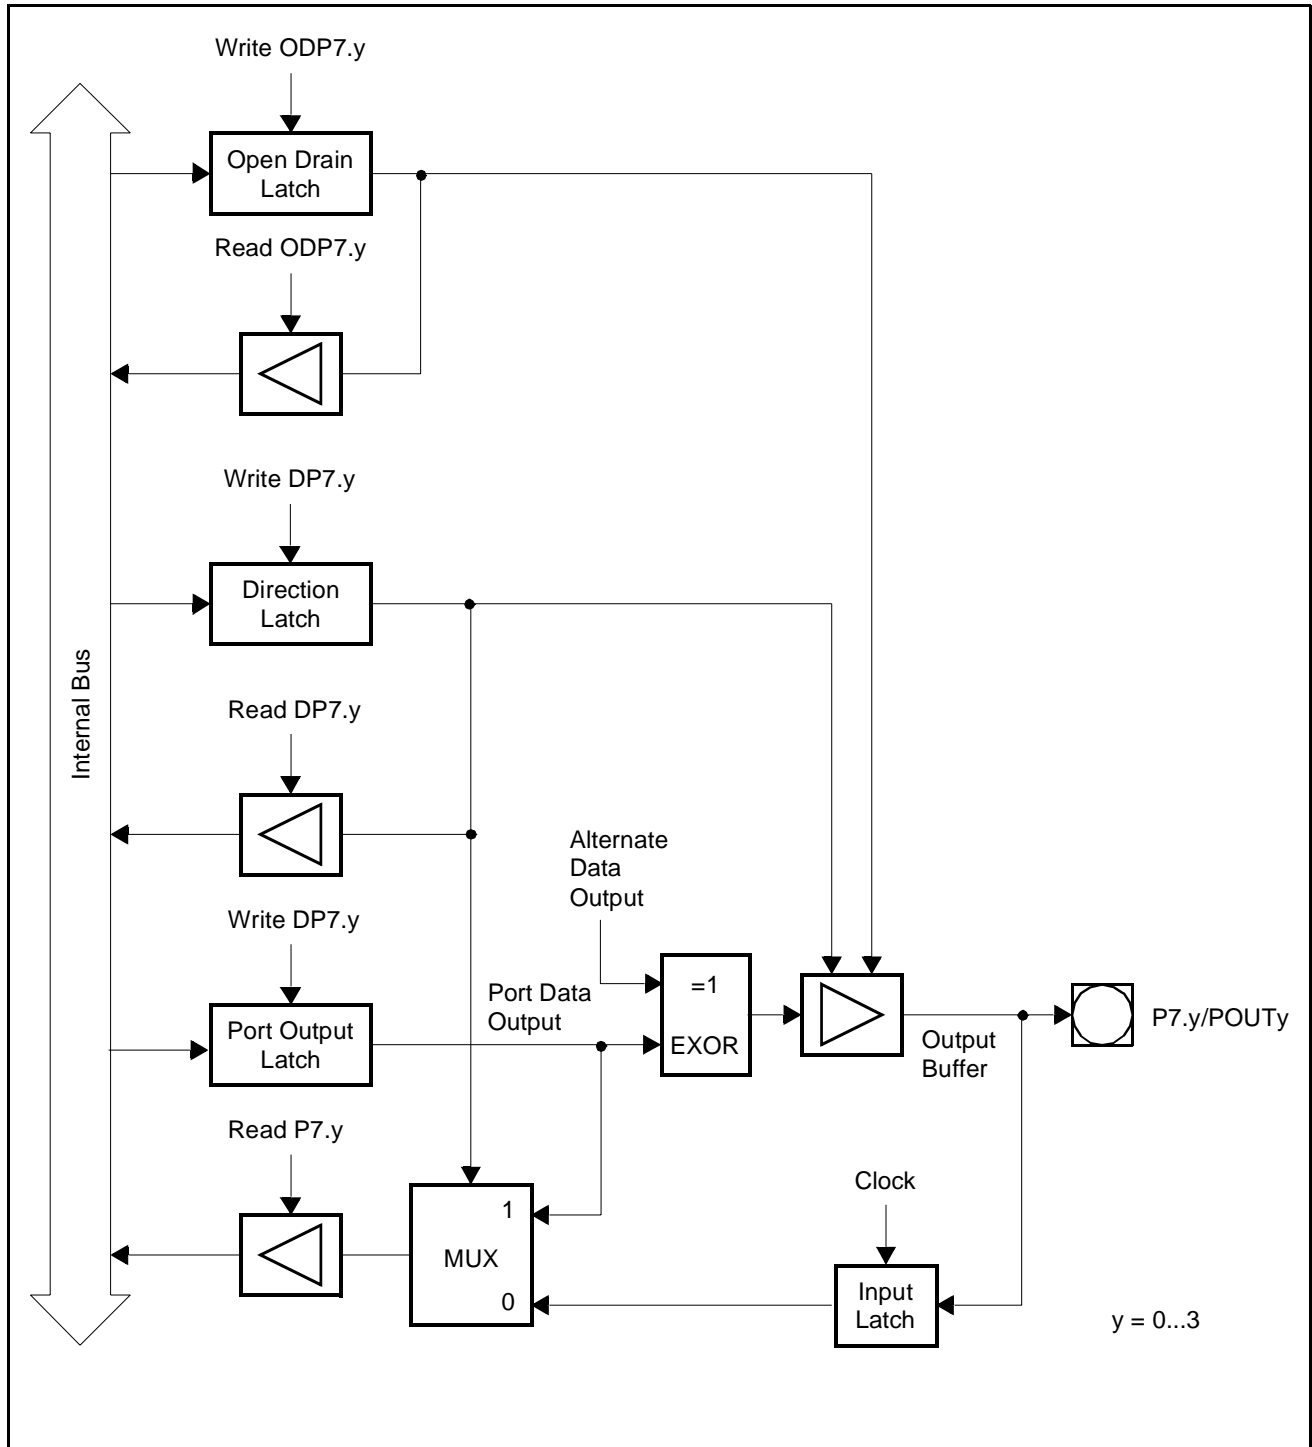 Write ODP7.y
Open Drain
Latch
Read ODP7.y
Write DP7.y
Direction
Latch
Internal Bus
Read DP7.y
Alternate
Data
Output
Write DP7.y
=1
Port Data
Output
EXOR
P7.y/POUTy
Port Output
Latch
Output
Buffer
Read P7.y
Clock
1
MUX
0
Input
Latch
y = 0...3